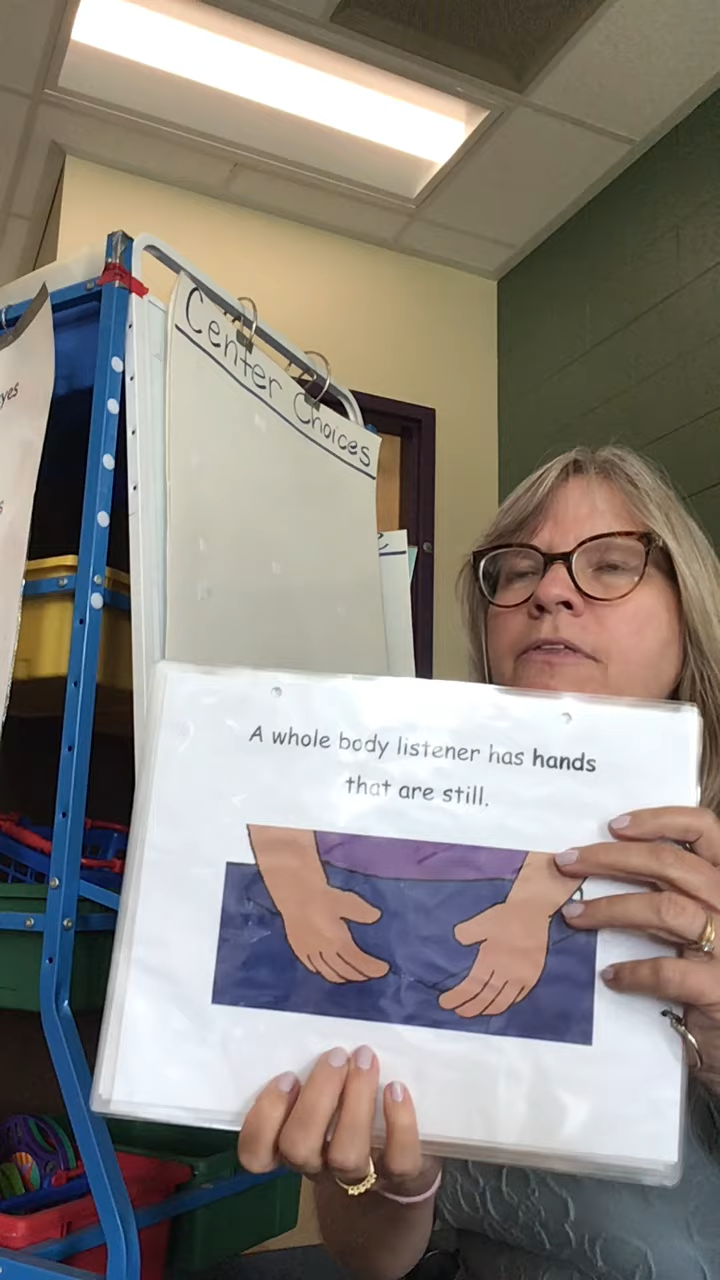 Center Choices
A whole body listener has hands
that are still.